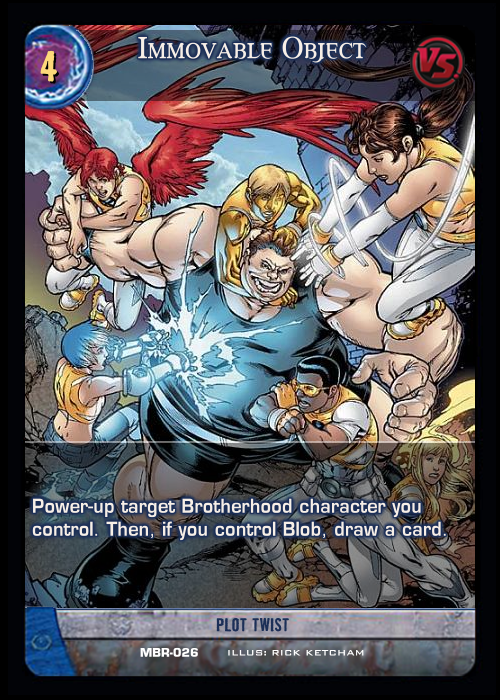 Immovable Object
4
VS
Power-up target Brotherhood character you
control. Then, if you control Blob, draw a card.
PLOT TWIST
MBR-026 ILLUS: RICK KETCHAM